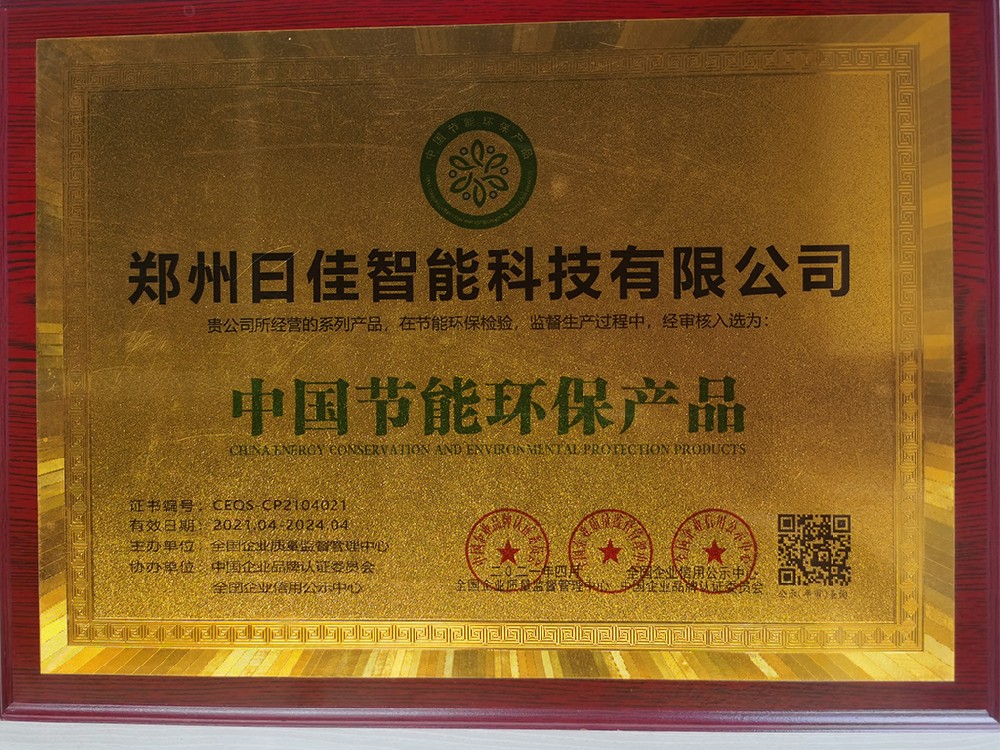 中国节能环保产品
郑州日佳智能科技有限公司
贵公司所经营的系列产品，在节能环保检验，监督生产过程中，经审核入选为：
中国节能环保产品
CHINA ENERGY CONSERVATION AND ENVIRONMENTAL PROTECTION PRODUCTS
证书编号：CEQS-CP2104021
有效日期：2021.04-2024.04
主办单位：全国企业质量监督管理中心
协办单位：中国企业品牌认证委员会
全国企业信用公示中心
二〇二一年四月 全国企业信用公示中心
全国企业质量监督管理中心、中国企业品牌认证委员会